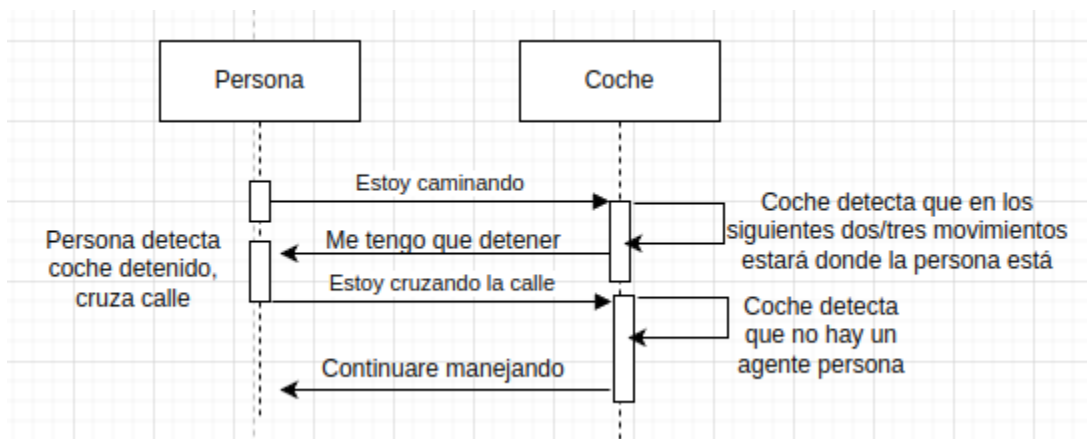 Persona
Coche
Estoy caminando
Coche detecta que en los
siguientes dos/tres movimientos
estará donde la persona está
Persona detecta
coche detenido,
cruza calle
Me tengo que detener
Estoy cruzando la calle
Coche detecta
que no hay un
agente persona
Continuare manejando